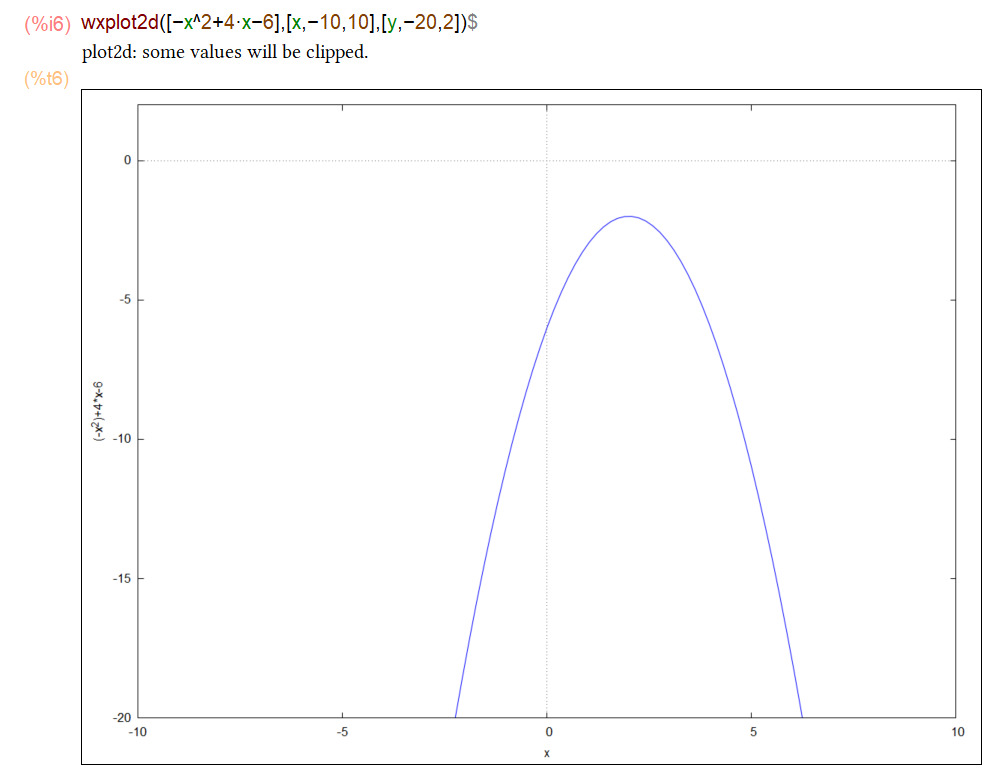 (%i6) wxplot2d([−x^2+4·x−6],[x,−10,10],[y,−20,2])$
plot2d: some values will be clipped.
(%t6)
0
-5
-10
-15
-20
(-x²)+4*x-6
-10 -5 0 5 10
x